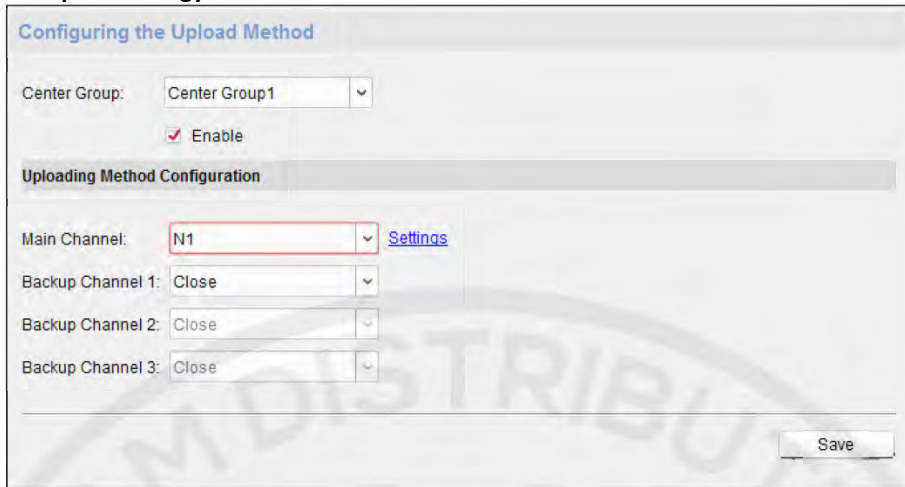 Configuring the Upload Method
Center Group: Center Group1
Enable
Uploading Method Configuration
Main Channel: N1 Settings
Backup Channel 1: Close
Backup Channel 2: Close
Backup Channel 3: Close
Save